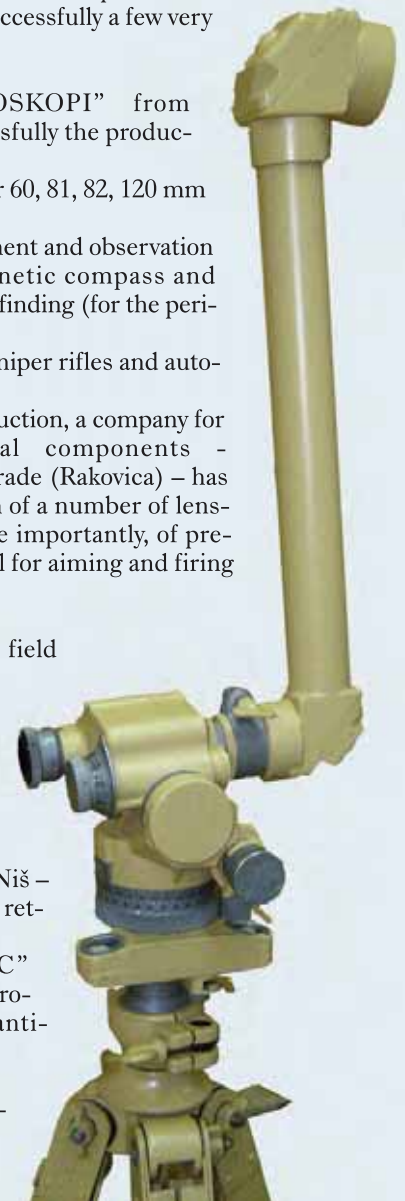 ccessfully a few very
OSKOPI” from
sfully the produc-
r 60, 81, 82, 120 mm
ent and observation
netic compass and
finding (for the peri-
niper rifles and auto-
uction, a company for
al components -
rade (Rakovica) – has
n of a number of lens-
e importantly, of pre-
l for aiming and firing
field
Niš –
ret-
C”
ro-
anti-
-